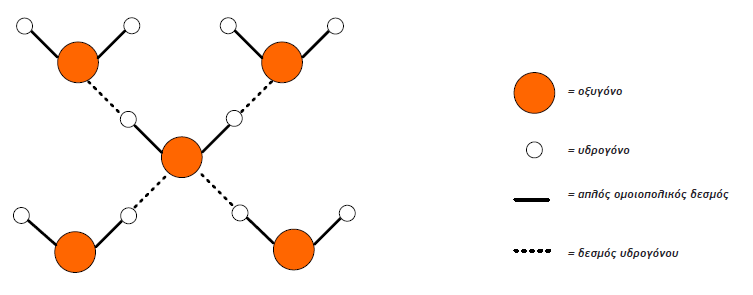 = οξυγόνο
= υδρογόνο
= απλός ομοιοπολικός δεσμός
= δεσμός υδρογόνου